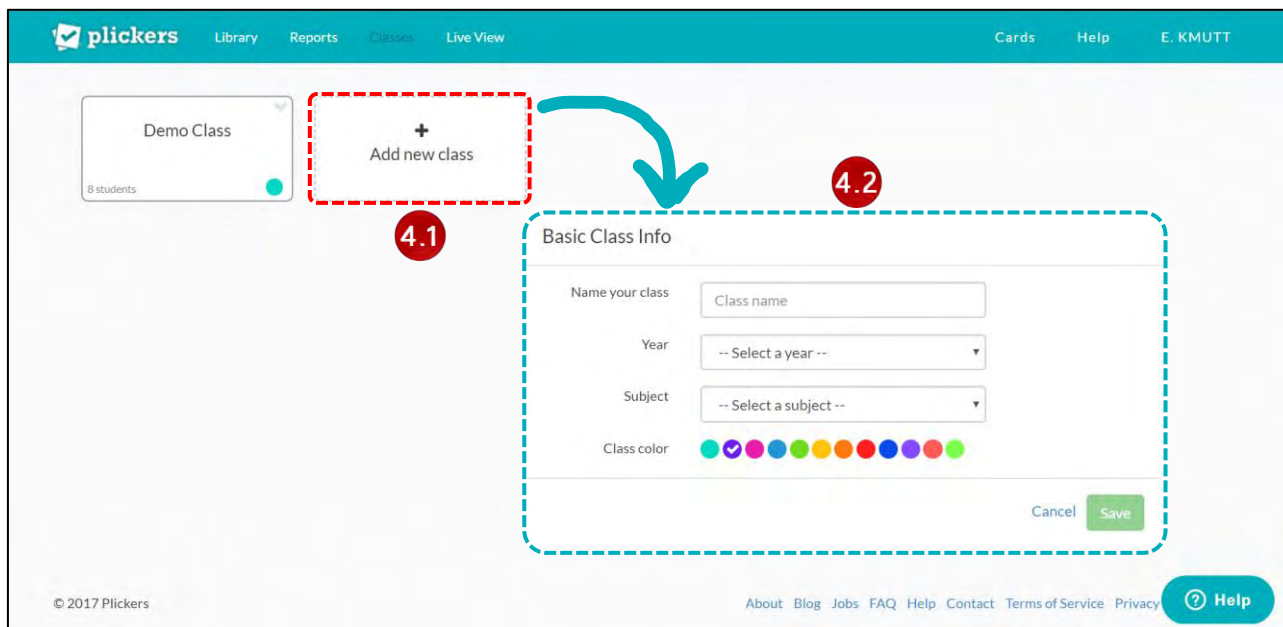 plickers Library Reports Classes Live View Cards Help E. KMUTT
Demo Class
8 students
+
Add new class
4.1
4.2
Basic Class Info
Name your class
Class name
Year
-- Select a year --
Subject
-- Select a subject --
Class color
Cancel Save
© 2017 Plickers
About Blog Jobs FAQ Help Contact Terms of Service Privacy
? Help